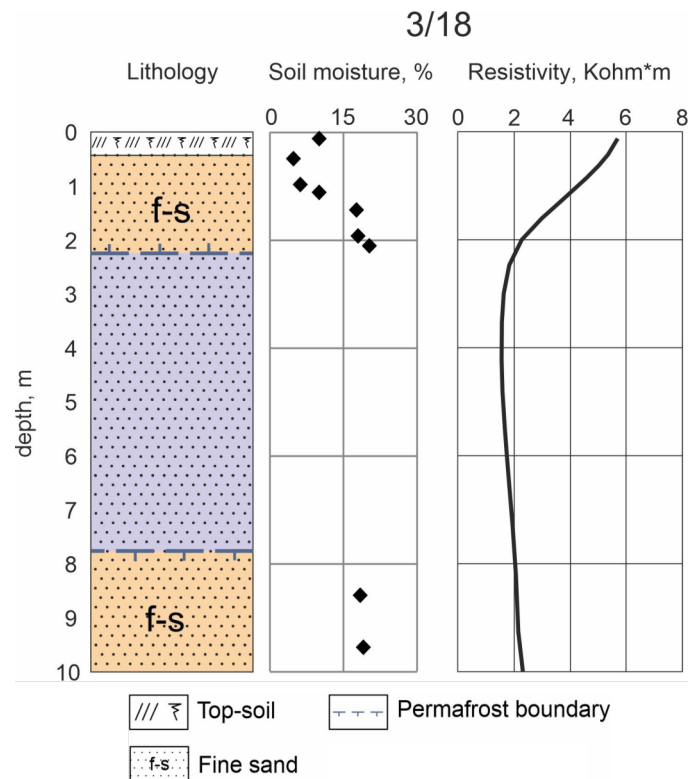 3/18
Lithology Soil moisture, % Resistivity, Kohm*m
0 15 30 0 2 4 6 8
0
1
f-s
2
3
4
5
depth, m
6
7
8
9
f-s
10
Top-soil Permafrost boundary
f-s Fine sand